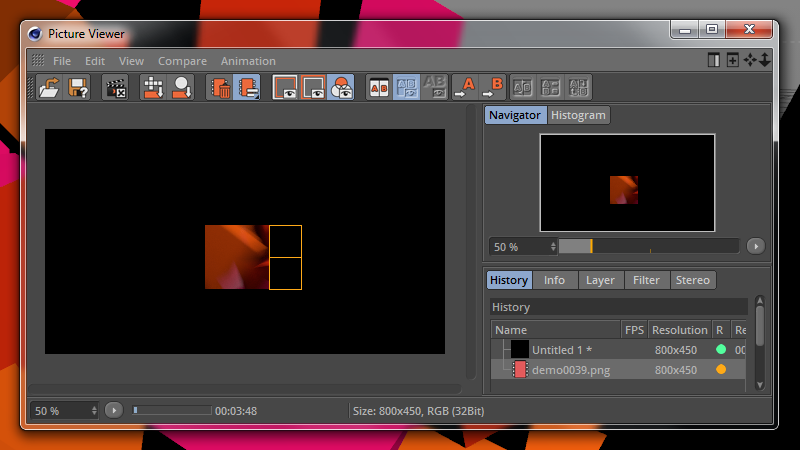 Picture Viewer
File Edit View Compare Animation
A B
AB
A
B
Navigator Histogram
50 %
History Info Layer Filter Stereo
History
Name FPS Resolution R Re
Untitled 1 * 800x450 00
demo0039.png 800x450
50 % 00:03:48 Size: 800x450, RGB (32Bit)